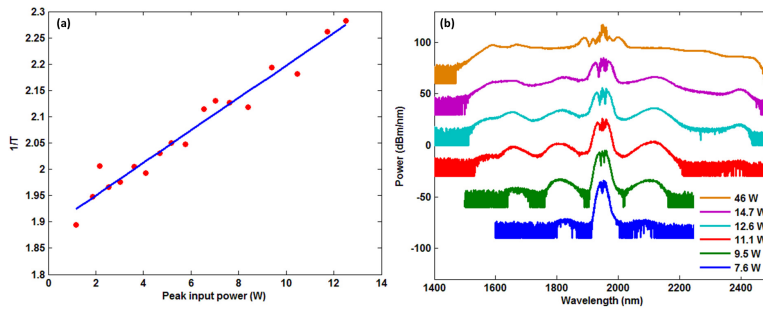 (a)
2.3
2.25
2.2
2.15
2.1
2.05
2
1.95
1.9
1.85
1.8
1/T
0 2 4 6 8 10 12 14
Peak input power (W)
(b)
100
50
0
-50
-100
Power (dBm/nm)
46 W
14.7 W
12.6 W
11.1 W
9.5 W
7.6 W
1400 1600 1800 2000 2200 2400
Wavelength (nm)